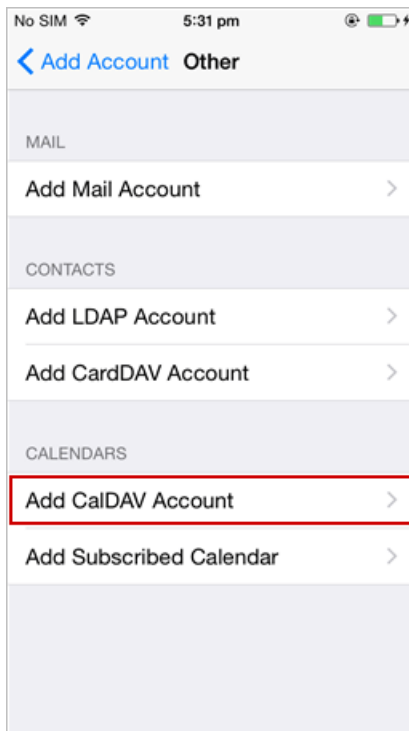 No SIM 5:31 pm
Add Account Other
MAIL
Add Mail Account
CONTACTS
Add LDAP Account
Add CardDAV Account
CALENDARS
Add CalDAV Account
Add Subscribed Calendar